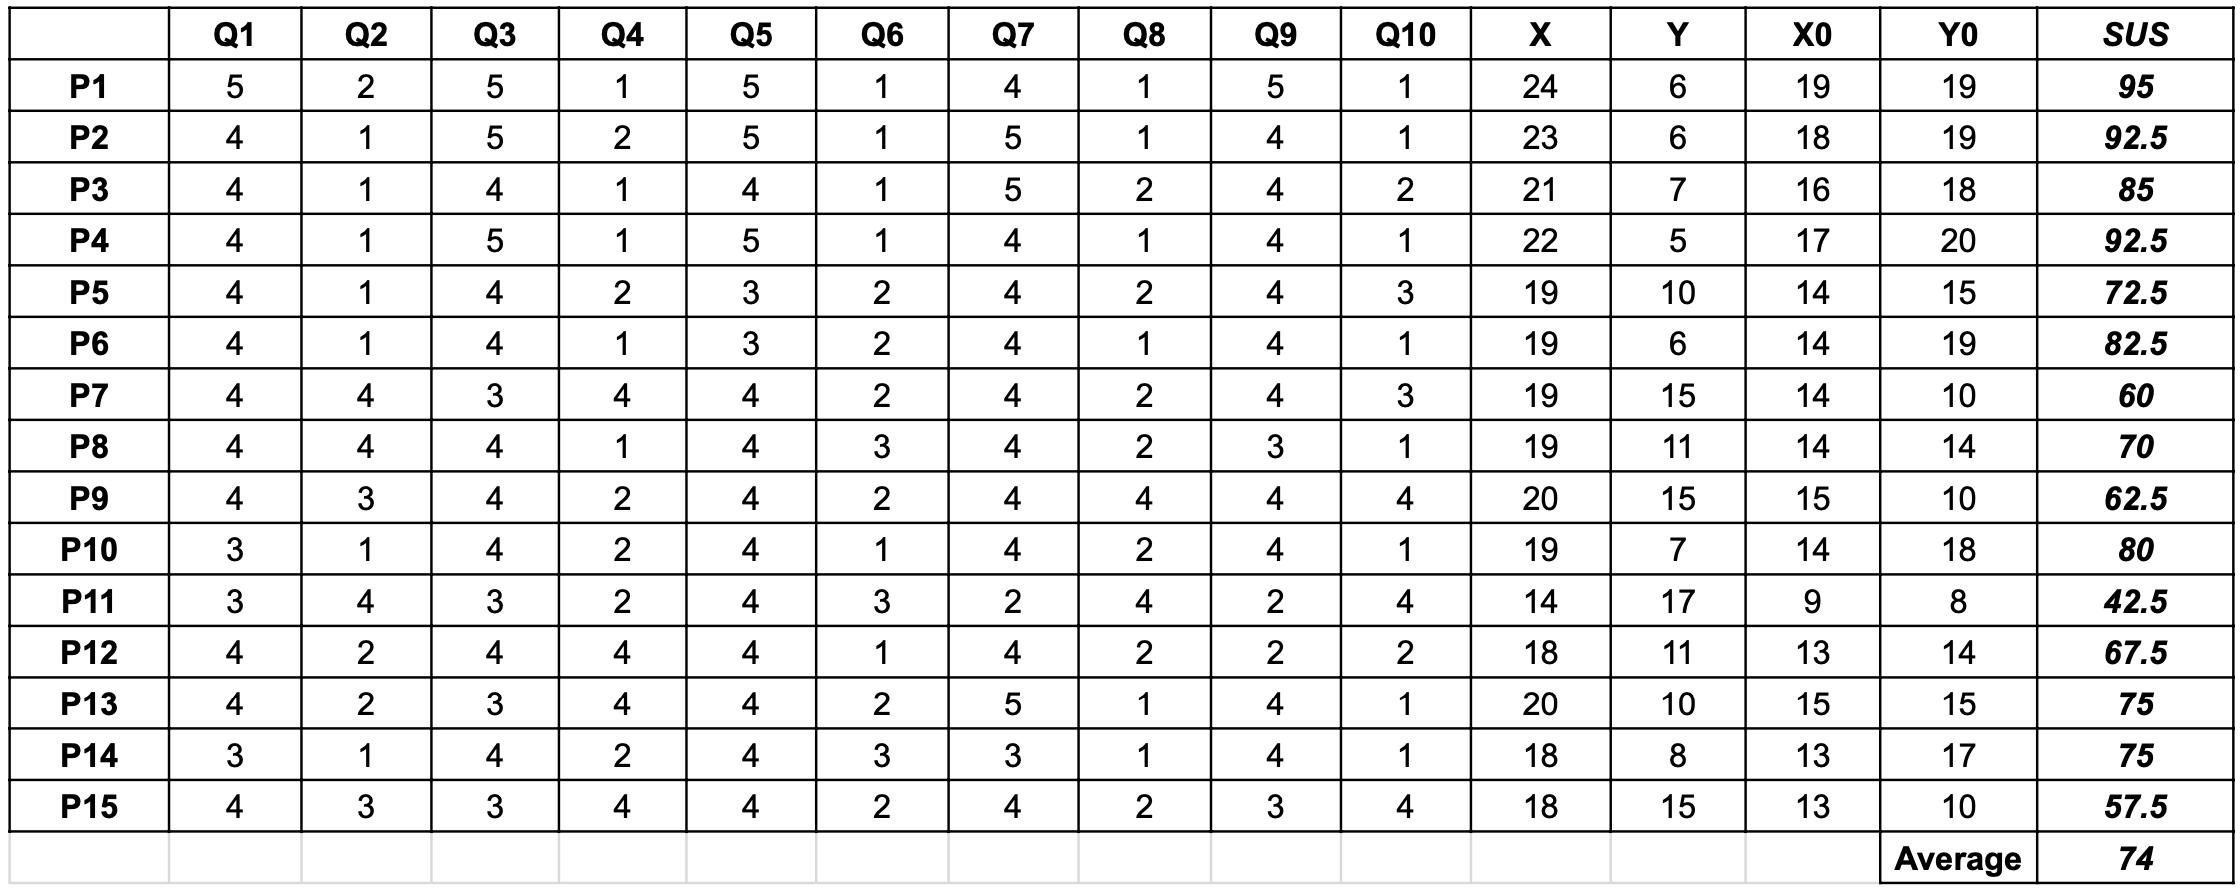 Q1 Q2 Q3 Q4 Q5 Q6 Q7 Q8 Q9 Q10 X Y X0 Y0 SUS
P1 5 2 5 1 5 1 4 1 5 1 24 6 19 19 95
P2 4 1 5 2 5 1 5 1 4 1 23 6 18 19 92.5
P3 4 1 4 1 4 1 5 2 4 2 21 7 16 18 85
P4 4 1 5 1 5 1 4 1 4 1 22 5 17 20 92.5
P5 4 1 4 2 3 2 4 2 4 3 19 10 14 15 72.5
P6 4 1 4 1 3 2 4 1 4 1 19 6 14 19 82.5
P7 4 4 3 4 4 2 4 2 4 3 19 15 14 10 60
P8 4 4 4 1 4 3 4 2 3 1 19 11 14 14 70
P9 4 3 4 2 4 2 4 4 4 4 20 15 15 10 62.5
P10 3 1 4 2 4 1 4 2 4 1 19 7 14 18 80
P11 3 4 3 2 4 3 2 4 2 4 14 17 9 8 42.5
P12 4 2 4 4 4 1 4 2 2 2 18 11 13 14 67.5
P13 4 2 3 4 4 2 5 1 4 1 20 10 15 15 75
P14 3 1 4 2 4 3 3 1 4 1 18 8 13 17 75
P15 4 3 3 4 4 2 4 2 3 4 18 15 13 10 57.5
Average 74